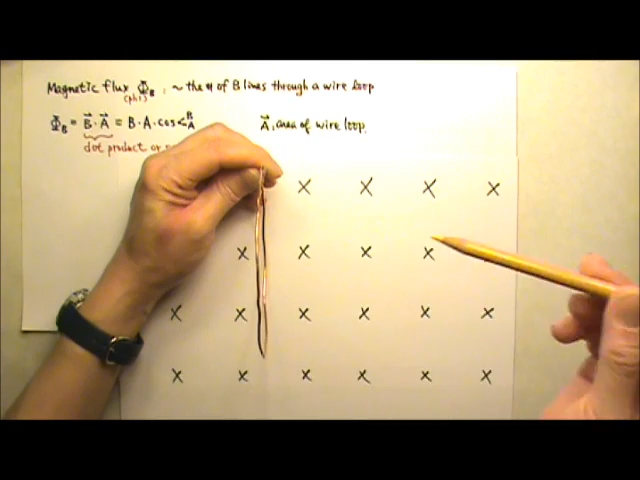 Magnetic flux Φ_B : ~ the # of B lines through a wire loop
(phi)
Φ_B = B⃗ · A⃗ = B · A · cos∠B A
A⃗: area of wire loop
dot product or
x x x x
x x x
x x x x x
x x x x x x